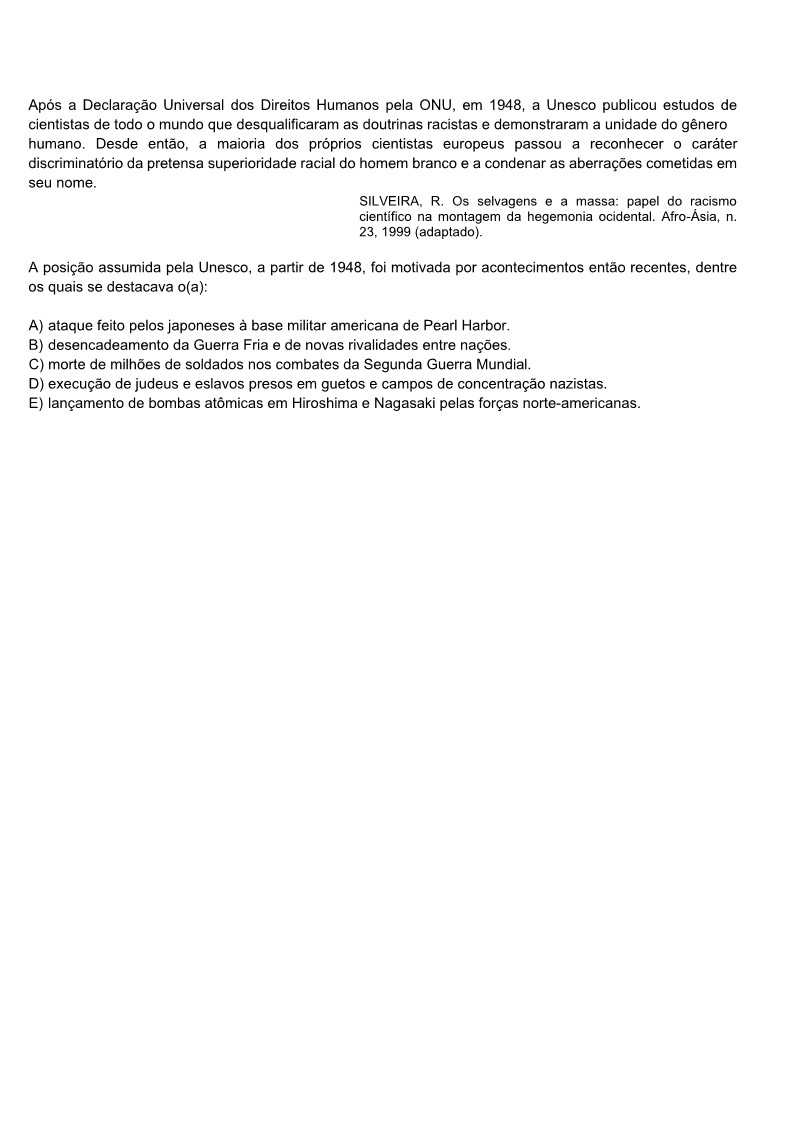 Após a Declaração Universal dos Direitos Humanos pela ONU, em 1948, a Unesco publicou estudos de
cientistas de todo o mundo que desqualificaram as doutrinas racistas e demonstraram a unidade do gênero
humano. Desde então, a maioria dos próprios cientistas europeus passou a reconhecer o caráter
discriminatório da pretensa superioridade racial do homem branco e a condenar as aberrações cometidas em
seu nome.
SILVEIRA, R. Os selvagens e a massa: papel do racismo
científico na montagem da hegemonia ocidental. Afro-Ásia, n.
23, 1999 (adaptado).
A posição assumida pela Unesco, a partir de 1948, foi motivada por acontecimentos então recentes, dentre
os quais se destacava o(a):
A) ataque feito pelos japoneses à base militar americana de Pearl Harbor.
B) desencadeamento da Guerra Fria e de novas rivalidades entre nações.
C) morte de milhões de soldados nos combates da Segunda Guerra Mundial.
D) execução de judeus e eslavos presos em guetos e campos de concentração nazistas.
E) lançamento de bombas atômicas em Hiroshima e Nagasaki pelas forças norte-americanas.